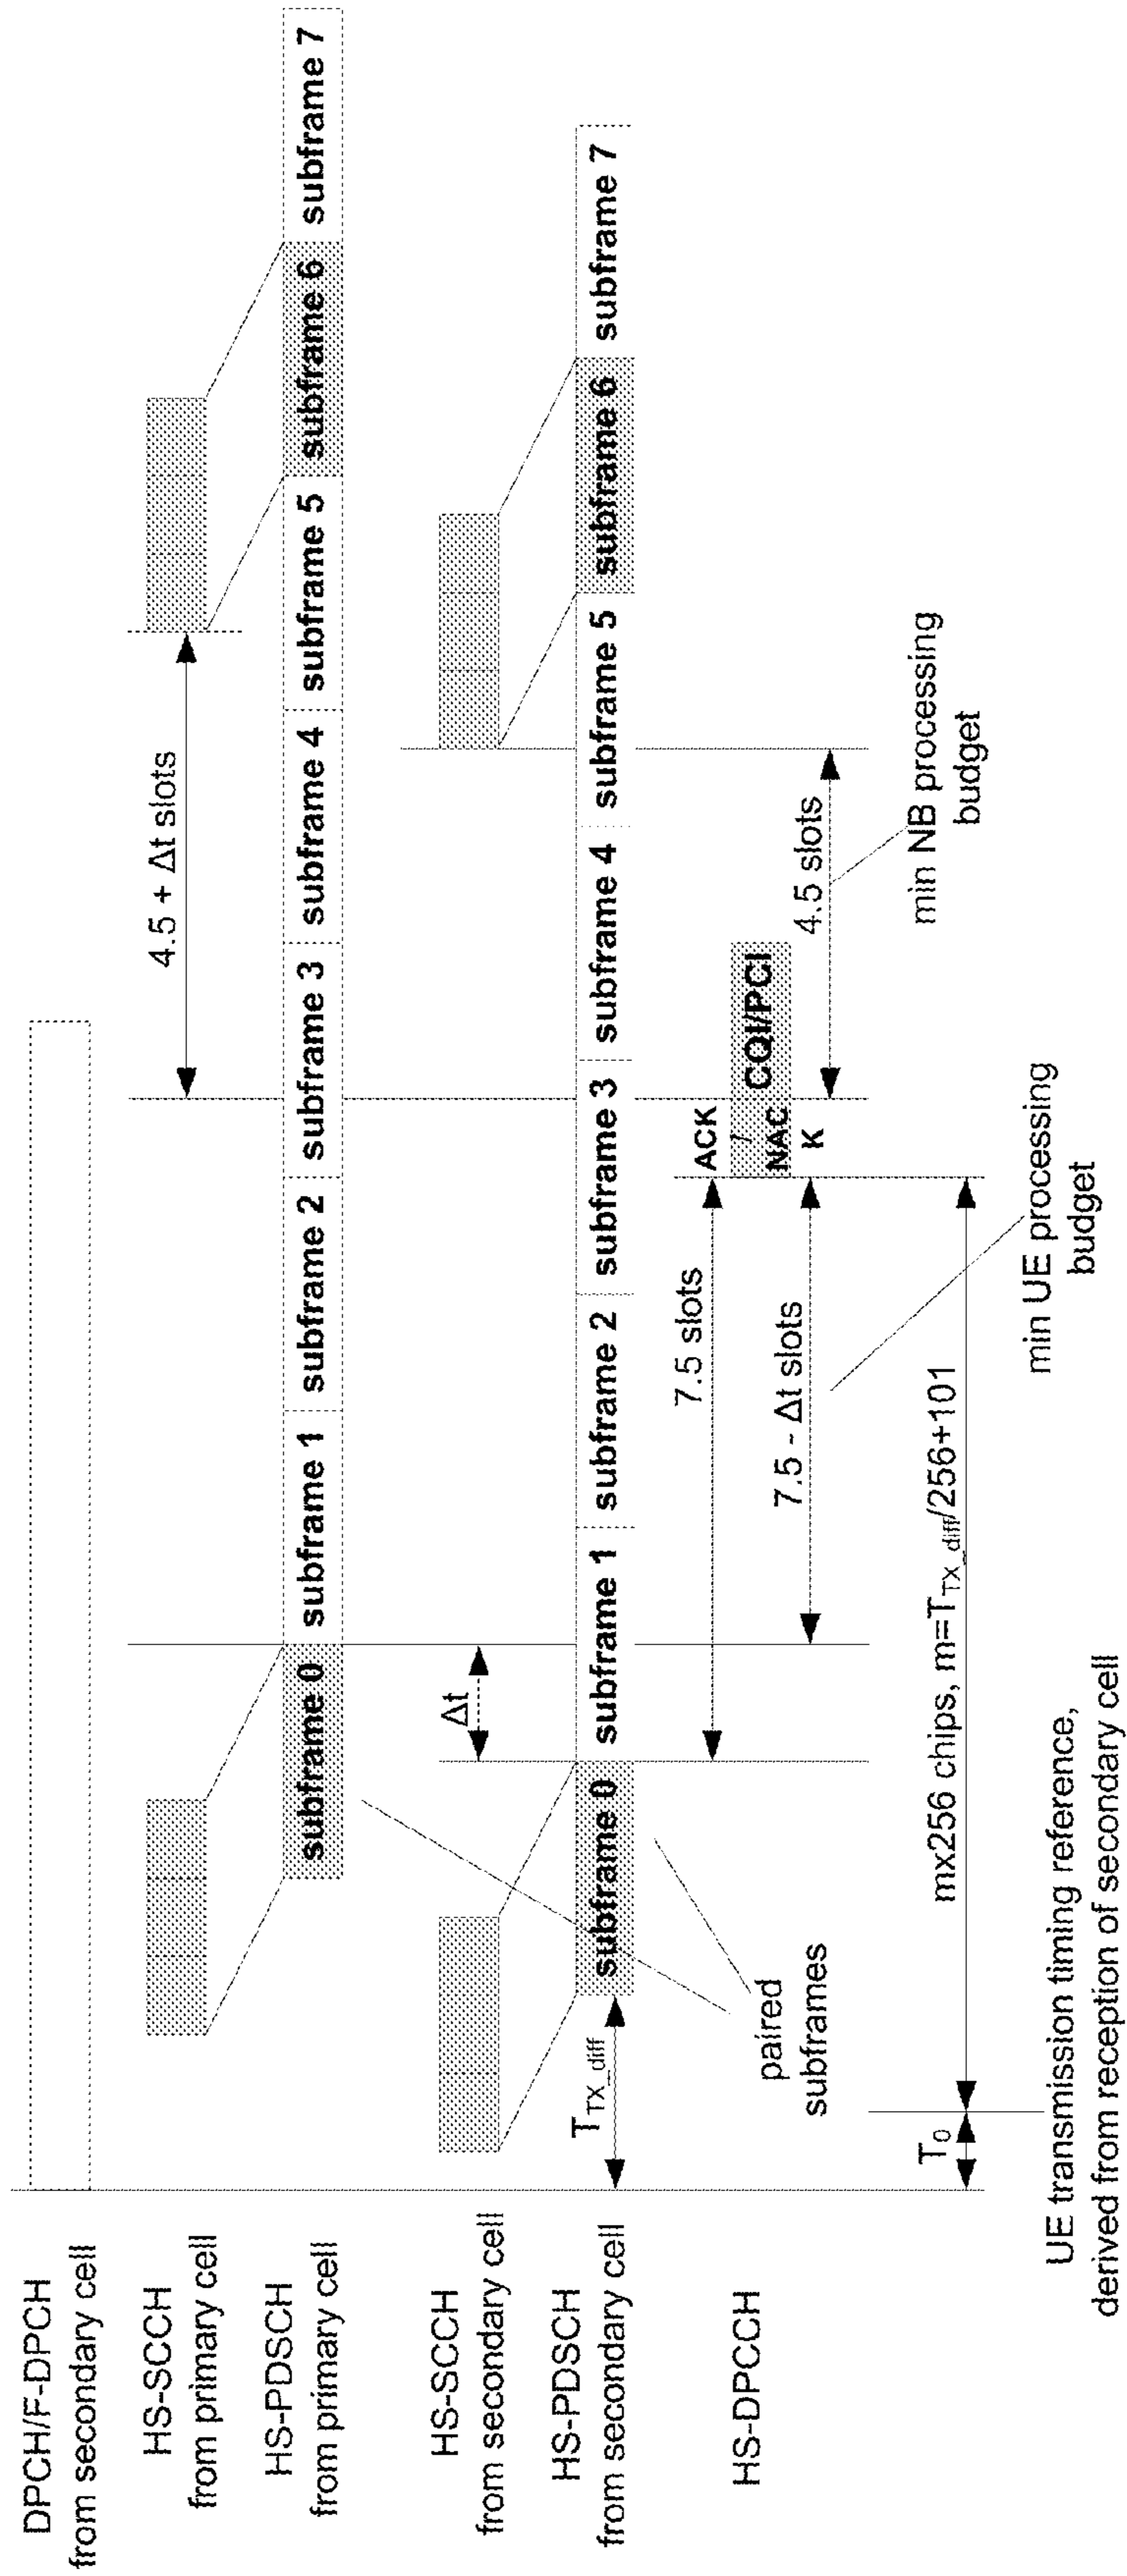 DPCH/F-DPCH
from secondary cell
HS-SCCH
from primary cell
4.5 + Δt slots
HS-PDSCH
from primary cell
subframe 0
subframe 1
subframe 2
subframe 3
subframe 4
subframe 5
subframe 6
subframe 7
HS-SCCH
from secondary cell
Δt
HS-PDSCH
from secondary cell
TTX_diff
subframe 0
subframe 1
subframe 2
subframe 3
subframe 4
subframe 5
subframe 6
subframe 7
HS-DPCCH
paired
subframes
7.5 slots
ACK
/
NAC
K
CQI/PCI
7.5 - Δt slots
4.5 slots
min NB processing
budget
T0
mx256 chips, m=TTX_diff/256+101
min UE processing
budget
UE transmission timing reference,
derived from reception of secondary cell